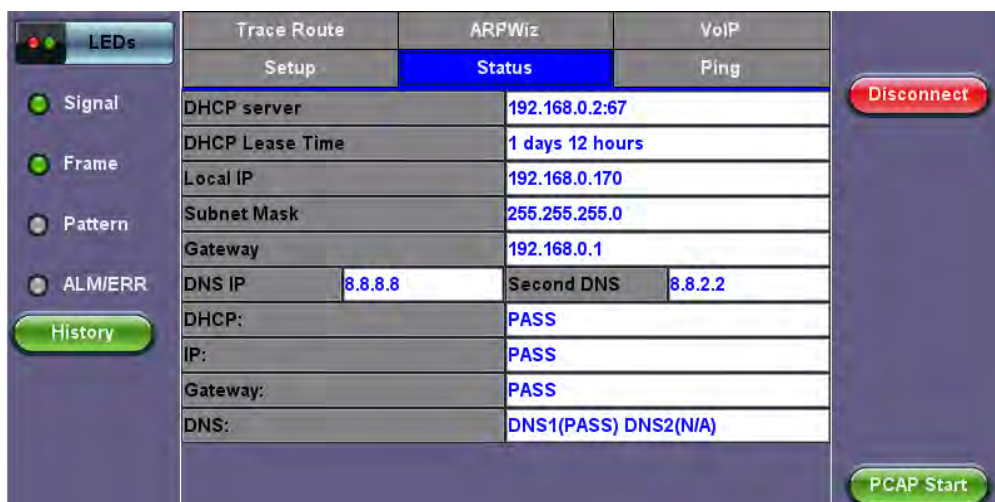 LEDs
Signal
Frame
Pattern
ALM/ERR
History
Trace Route ARPWiz VoIP
Setup Status Ping
DHCP server 192.168.0.2:67
DHCP Lease Time 1 days 12 hours
Local IP 192.168.0.170
Subnet Mask 255.255.255.0
Gateway 192.168.0.1
DNS IP 8.8.8.8 Second DNS 8.8.2.2
DHCP: PASS
IP: PASS
Gateway: PASS
DNS: DNS1(PASS) DNS2(N/A)
Disconnect
PCAP Start